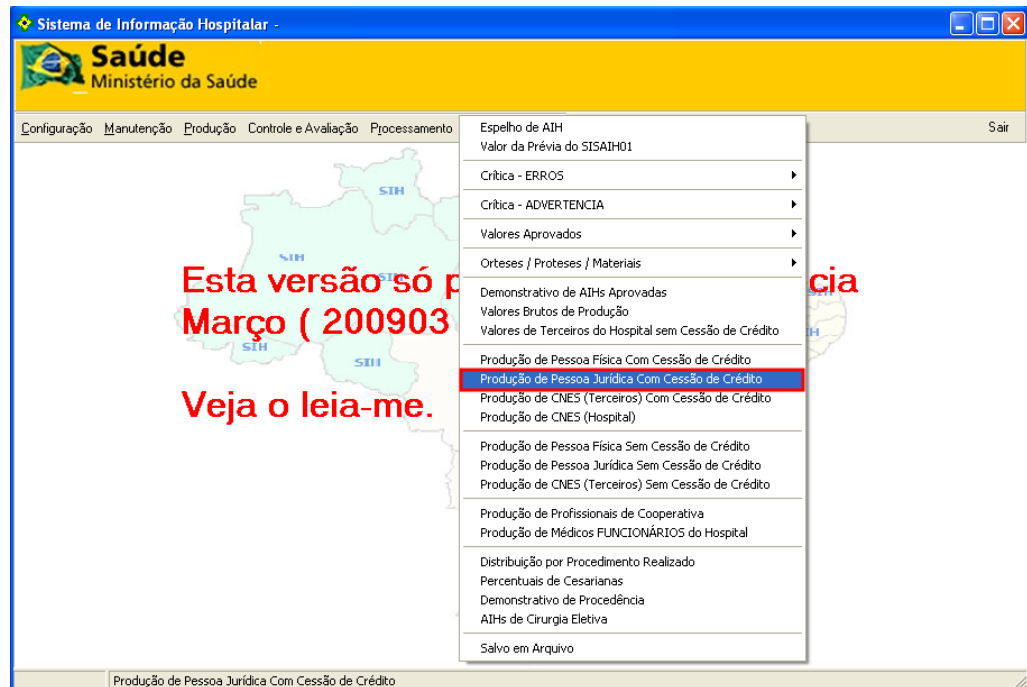 Sistema de Informação Hospitalar -
Saúde
Ministério da Saúde
Configuração Manutenção Produção Controle e Avaliação Processamento Sair
Espelho de AIH
Valor da Prévia do SISAIH01
Crítica - ERROS
Crítica - ADVERTENCIA
Valores Aprovados
Orteses / Proteses / Materiais
Demonstrativo de AIHs Aprovadas
Valores Brutos de Produção
Valores de Terceiros do Hospital sem Cessão de Crédito
Produção de Pessoa Física Com Cessão de Crédito
Produção de Pessoa Jurídica Com Cessão de Crédito
Produção de CNES (Terceiros) Com Cessão de Crédito
Produção de CNES (Hospital)
Produção de Pessoa Física Sem Cessão de Crédito
Produção de Pessoa Jurídica Sem Cessão de Crédito
Produção de CNES (Terceiros) Sem Cessão de Crédito
Produção de Profissionais de Cooperativa
Produção de Médicos FUNCIONÁRIOS do Hospital
Distribuição por Procedimento Realizado
Percentuais de Cesarianas
Demonstrativo de Procedência
AIHs de Cirurgia Eletiva
Salvo em Arquivo
SIH
SIH
Esta versão só p cia
Março ( 200903
SIH
SIH
Veja o leia-me.
Produção de Pessoa Jurídica Com Cessão de Crédito